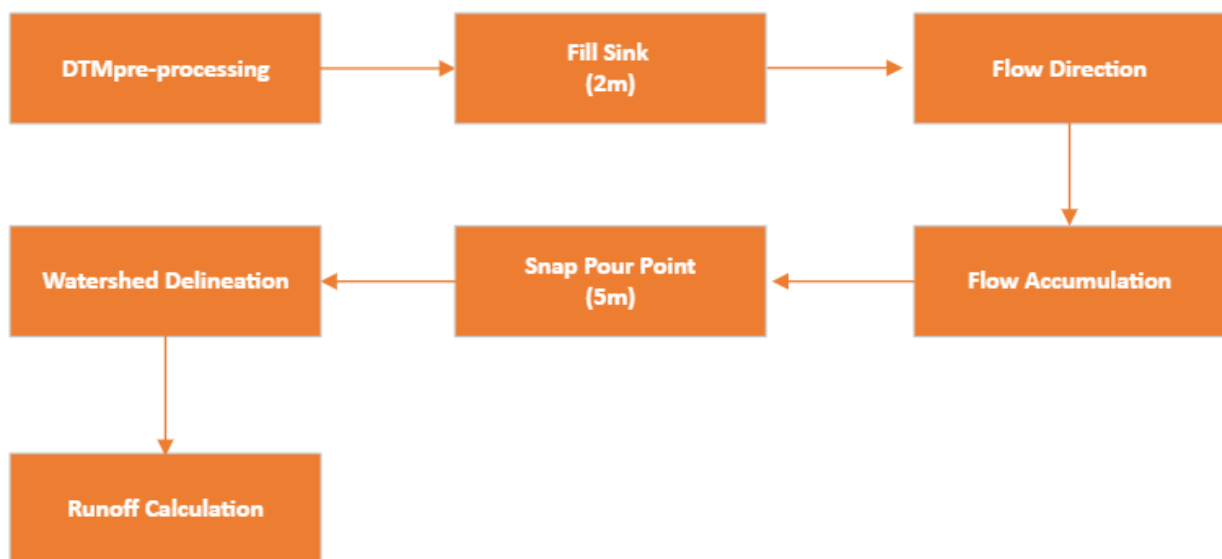 DTMpre-processing
Fill Sink
(2m)
Flow Direction
Flow Accumulation
Snap Pour Point
(5m)
Watershed Delineation
Runoff Calculation